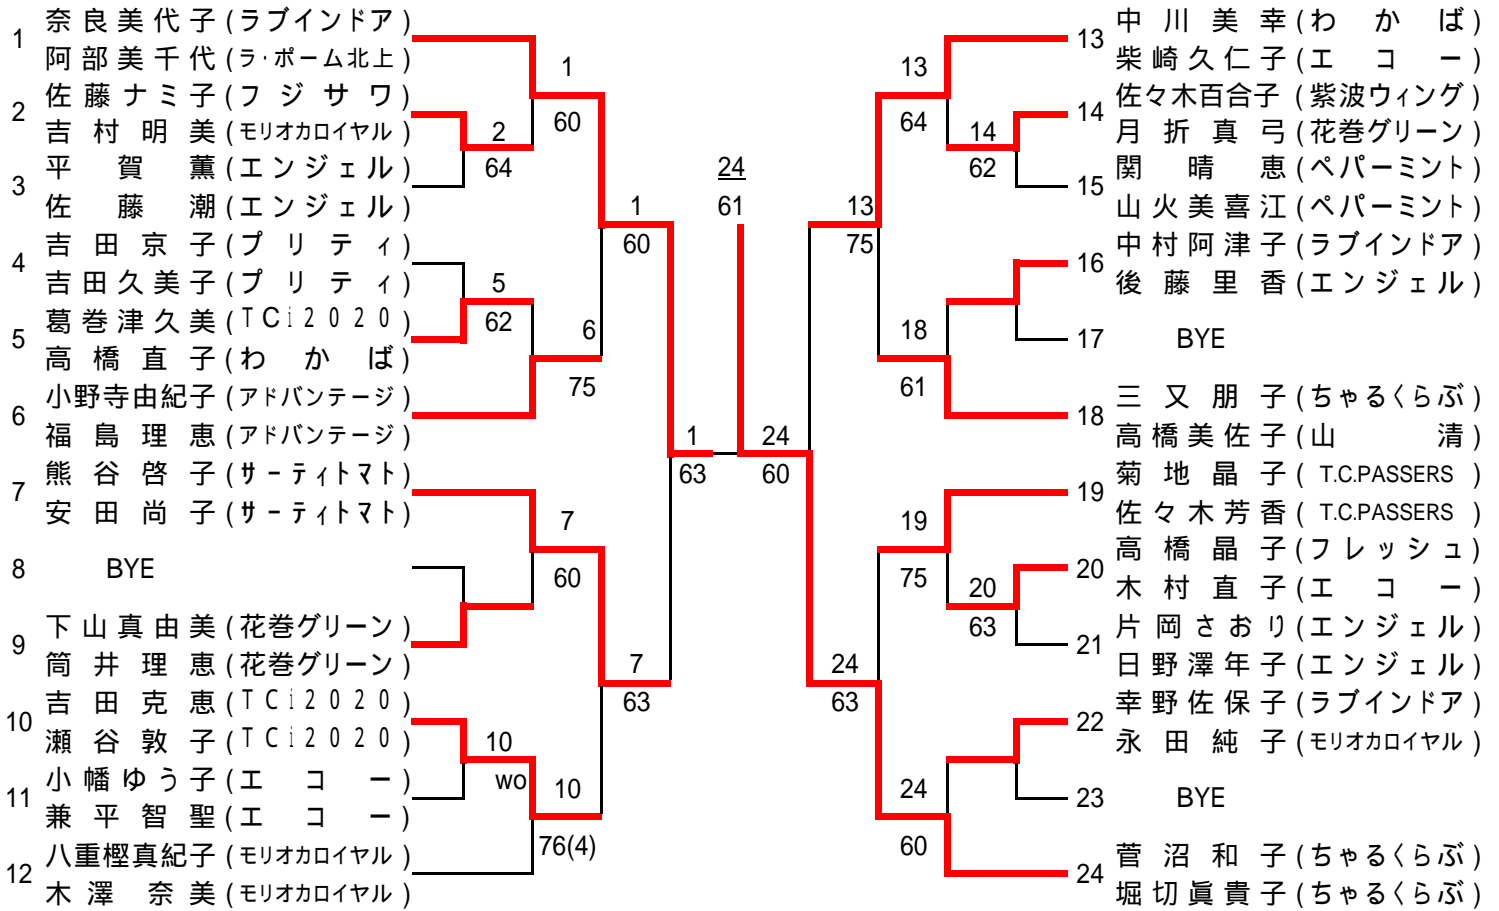 1 奈良美代子(ラブインドア)
阿部美千代(ラ・ポーム北上)
2 佐藤ナミ子(フジサワ)
吉村明美(モリオカロイヤル)
3 平賀薫(エンジェル)
佐藤潮(エンジェル)
4 吉田京子(プリティ)
吉田久美子(プリティ)
5 葛巻津久美(TCi2020)
高橋直子(わかば)
6 小野寺由紀子(アドバンテージ)
福島理恵(アドバンテージ)
7 熊谷啓子(サーティトマト)
安田尚子(サーティトマト)
8 BYE
9 下山真由美(花巻グリーン)
筒井理恵(花巻グリーン)
10 吉田克恵(TCi2020)
瀬谷敦子(TCi2020)
11 小幡ゆう子(エコー)
兼平智聖(エコー)
12 八重樫真紀子(モリオカロイヤル)
木澤奈美(モリオカロイヤル)
2
64
5
62
10
wo
1
60
6
75
7
60
10
76(4)
1
60
7
63
1
63
24
61
24
60
13
75
24
63
13
64
18
61
19
75
24
60
14
62
20
63
13 中川美幸(わかば)
柴崎久仁子(エコー)
14 佐々木百合子(紫波ウィング)
月折真弓(花巻グリーン)
15 関晴恵(ペパーミント)
山火美喜江(ペパーミント)
16 中村阿津子(ラブインドア)
後藤里香(エンジェル)
17 BYE
18 三又朋子(ちゃるくらぶ)
高橋美佐子(山清)
19 菊地晶子(T.C.PASSERS)
佐々木芳香(T.C.PASSERS)
20 高橋晶子(フレッシュ)
木村直子(エコー)
21 片岡さおり(エンジェル)
日野澤年子(エンジェル)
22 幸野佐保子(ラブインドア)
永田純子(モリオカロイヤル)
23 BYE
24 菅沼和子(ちゃるくらぶ)
堀切眞貴子(ちゃるくらぶ)